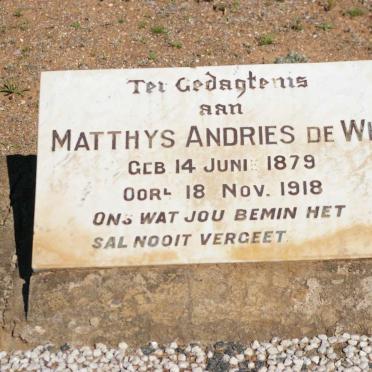 Ter Gedagtenis
aan
MATTHYS ANDRIES DE
GEB 14 JUNIE 1879
OORL 18 NOV. 1918
ONS WAT JOU BEMIN HET
SAL NOOIT VERGEET